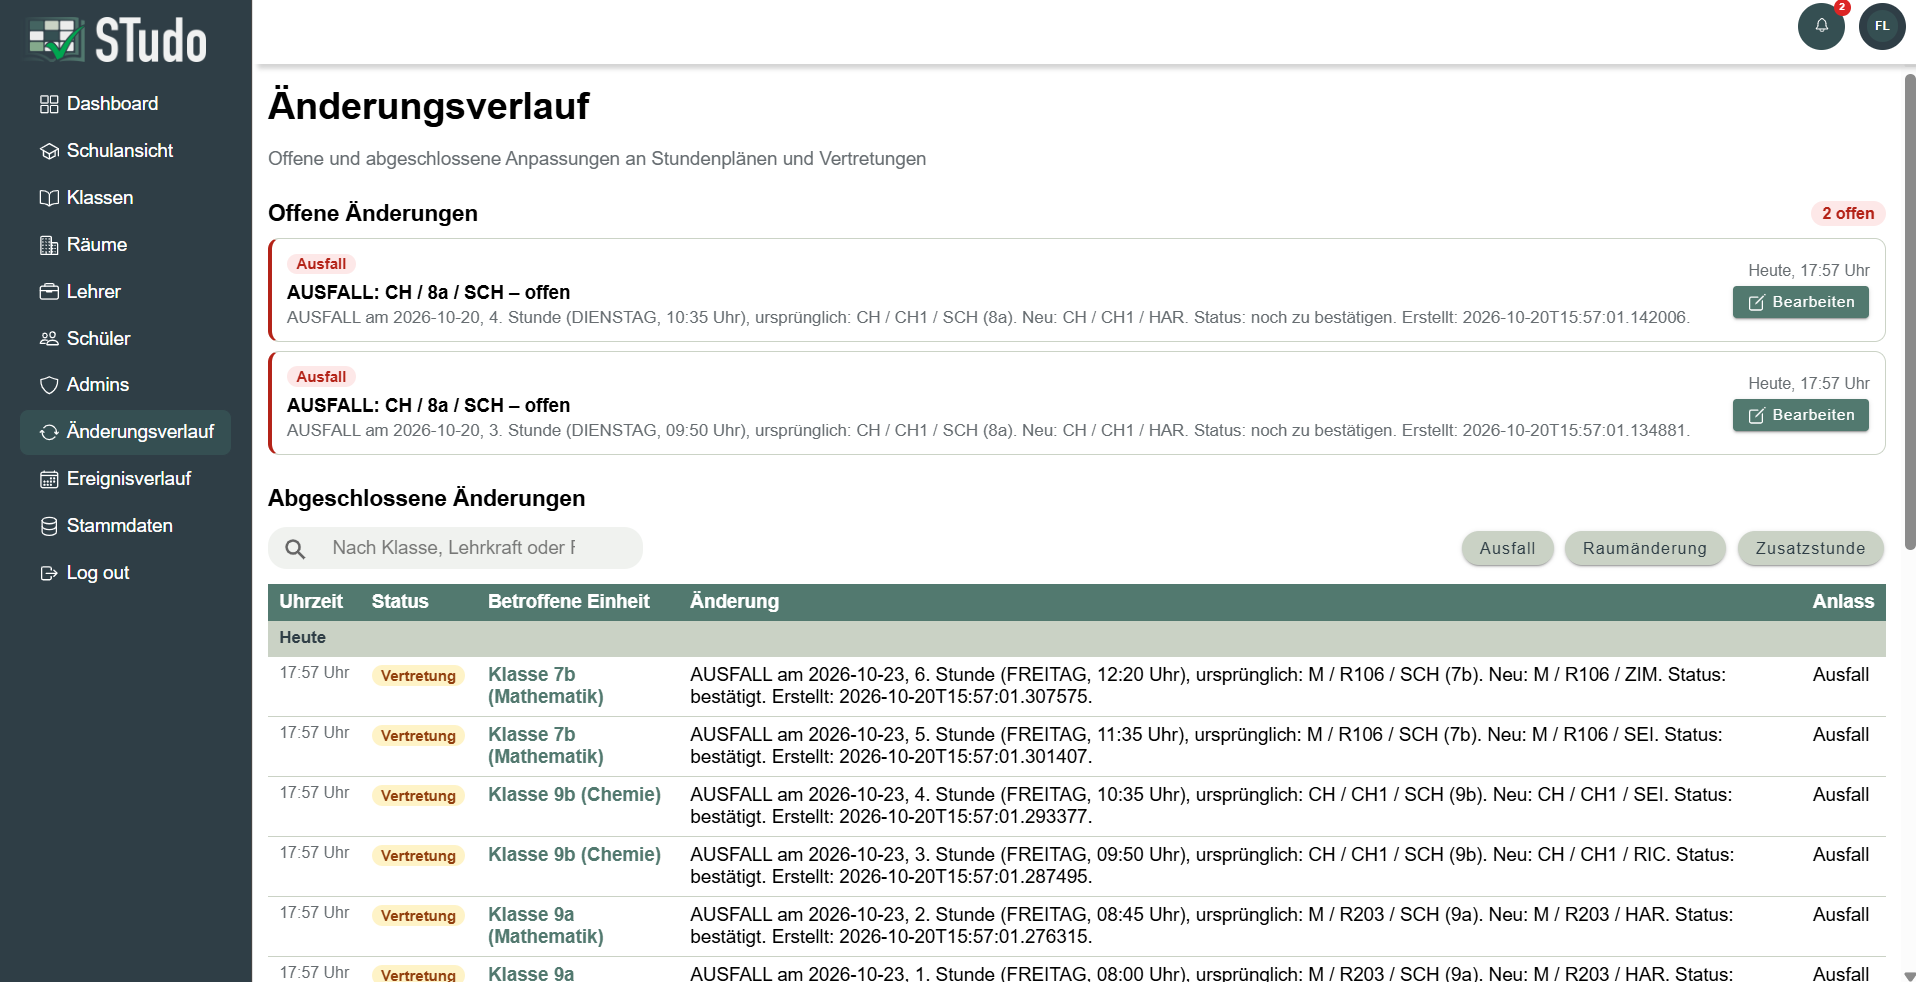 STudo
2
FL
Dashboard
Schulansicht
Klassen
Räume
Lehrer
Schüler
Admins
Änderungsverlauf
Ereignisverlauf
Stammdaten
Log out
Änderungsverlauf
Offene und abgeschlossene Anpassungen an Stundenplänen und Vertretungen
Offene Änderungen
2 offen
Ausfall
AUSFALL: CH / 8a / SCH – offen
AUSFALL am 2026-10-20, 4. Stunde (DIENSTAG, 10:35 Uhr), ursprünglich: CH / CH1 / SCH (8a). Neu: CH / CH1 / HAR. Status: noch zu bestätigen. Erstellt: 2026-10-20T15:57:01.142006.
Heute, 17:57 Uhr
Bearbeiten
Ausfall
AUSFALL: CH / 8a / SCH – offen
AUSFALL am 2026-10-20, 3. Stunde (DIENSTAG, 09:50 Uhr), ursprünglich: CH / CH1 / SCH (8a). Neu: CH / CH1 / HAR. Status: noch zu bestätigen. Erstellt: 2026-10-20T15:57:01.134881.
Heute, 17:57 Uhr
Bearbeiten
Abgeschlossene Änderungen
Nach Klasse, Lehrkraft oder
Ausfall
Raumänderung
Zusatzstunde
Uhrzeit Status Betroffene Einheit Änderung Anlass
Heute
17:57 Uhr Vertretung Klasse 7b (Mathematik)
AUSFALL am 2026-10-23, 6. Stunde (FREITAG, 12:20 Uhr), ursprünglich: M / R106 / SCH (7b). Neu: M / R106 / ZIM. Status:
bestätigt. Erstellt: 2026-10-20T15:57:01.307575.
Ausfall
17:57 Uhr Vertretung Klasse 7b (Mathematik)
AUSFALL am 2026-10-23, 5. Stunde (FREITAG, 11:35 Uhr), ursprünglich: M / R106 / SCH (7b). Neu: M / R106 / SEI. Status:
bestätigt. Erstellt: 2026-10-20T15:57:01.301407.
Ausfall
17:57 Uhr Vertretung Klasse 9b (Chemie)
AUSFALL am 2026-10-23, 4. Stunde (FREITAG, 10:35 Uhr), ursprünglich: CH / CH1 / SCH (9b). Neu: CH / CH1 / SEI. Status:
bestätigt. Erstellt: 2026-10-20T15:57:01.293377.
Ausfall
17:57 Uhr Vertretung Klasse 9b (Chemie)
AUSFALL am 2026-10-23, 3. Stunde (FREITAG, 09:50 Uhr), ursprünglich: CH / CH1 / SCH (9b). Neu: CH / CH1 / RIC. Status:
bestätigt. Erstellt: 2026-10-20T15:57:01.287495.
Ausfall
17:57 Uhr Vertretung Klasse 9a (Mathematik)
AUSFALL am 2026-10-23, 2. Stunde (FREITAG, 08:45 Uhr), ursprünglich: M / R203 / SCH (9a). Neu: M / R203 / HAR. Status:
bestätigt. Erstellt: 2026-10-20T15:57:01.276315.
Ausfall
17:57 Uhr Vertretung Klasse 9a
AUSFALL am 2026-10-23, 1. Stunde (FREITAG, 08:00 Uhr), ursprünglich: M / R203 / SCH (9a). Neu: M / R203 / HAR. Status:
Ausfall